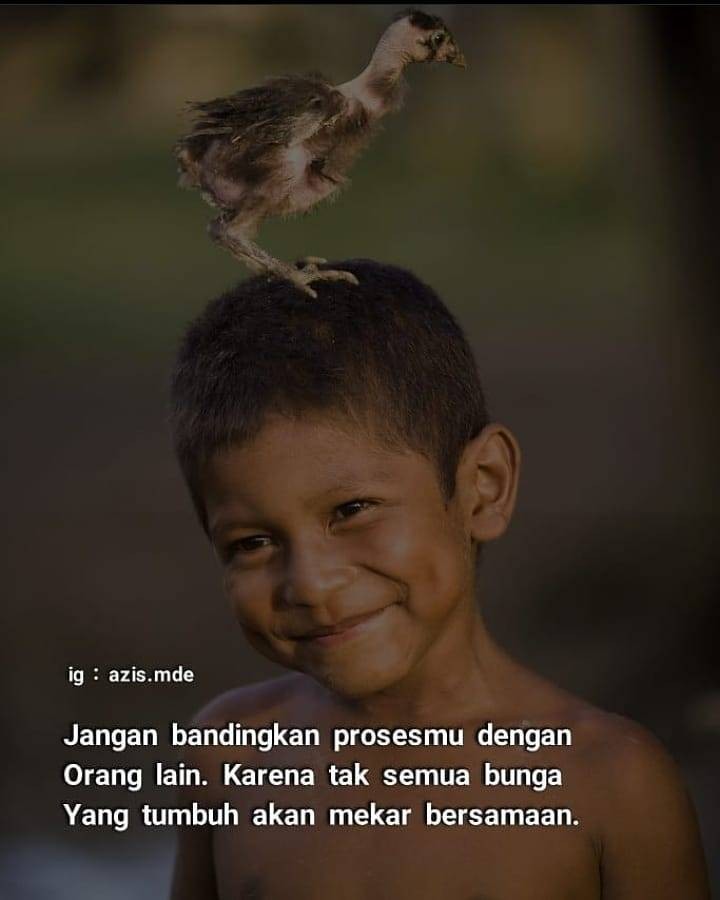 ig : azis.mde
Jangan bandingkan prosesmu dengan
Orang lain. Karena tak semua bunga
Yang tumbuh akan mekar bersamaan.